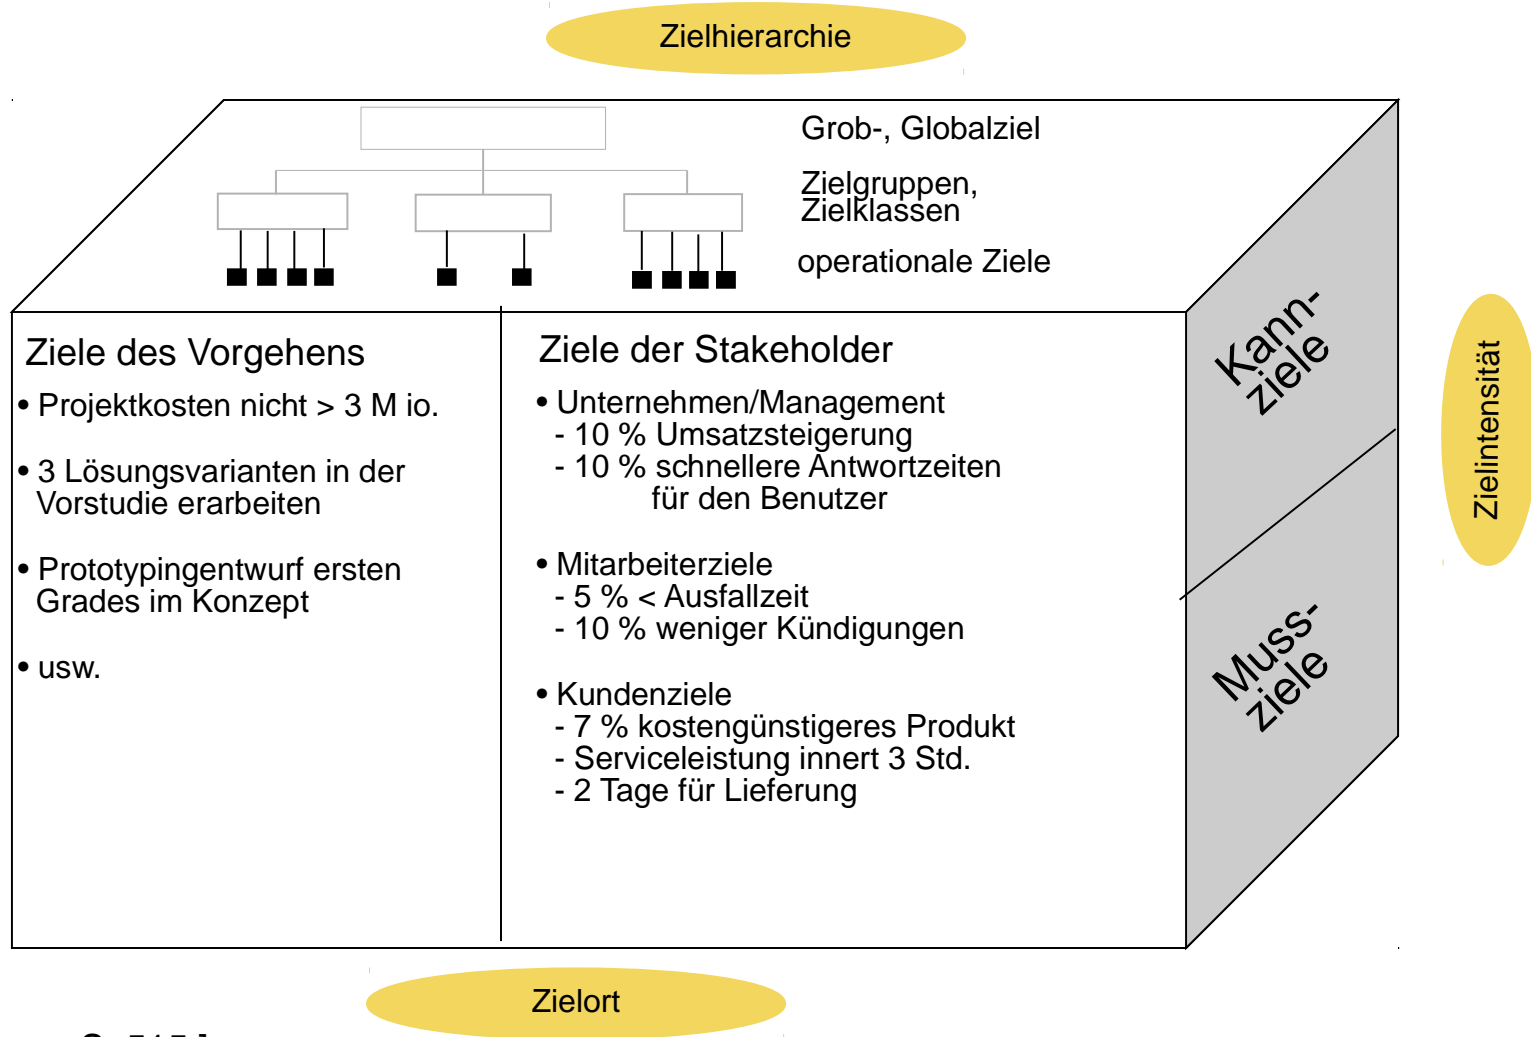 Zielhierarchie
Grob-, Globalziel
Zielgruppen,
Zielklassen
operationale Ziele
Ziele des Vorgehens
• Projektkosten nicht > 3 M io.
• 3 Lösungsvarianten in der
Vorstudie erarbeiten
• Prototypingentwurf ersten
Grades im Konzept
• usw.
Ziele der Stakeholder
• Unternehmen/Management
- 10 % Umsatzsteigerung
- 10 % schnellere Antwortzeiten
für den Benutzer
• Mitarbeiterziele
- 5 % < Ausfallzeit
- 10 % weniger Kündigungen
• Kundenziele
- 7 % kostengünstigeres Produkt
- Serviceleistung innert 3 Std.
- 2 Tage für Lieferung
Kann-
ziele
Muss-
ziele
Zielintensität
Zielort